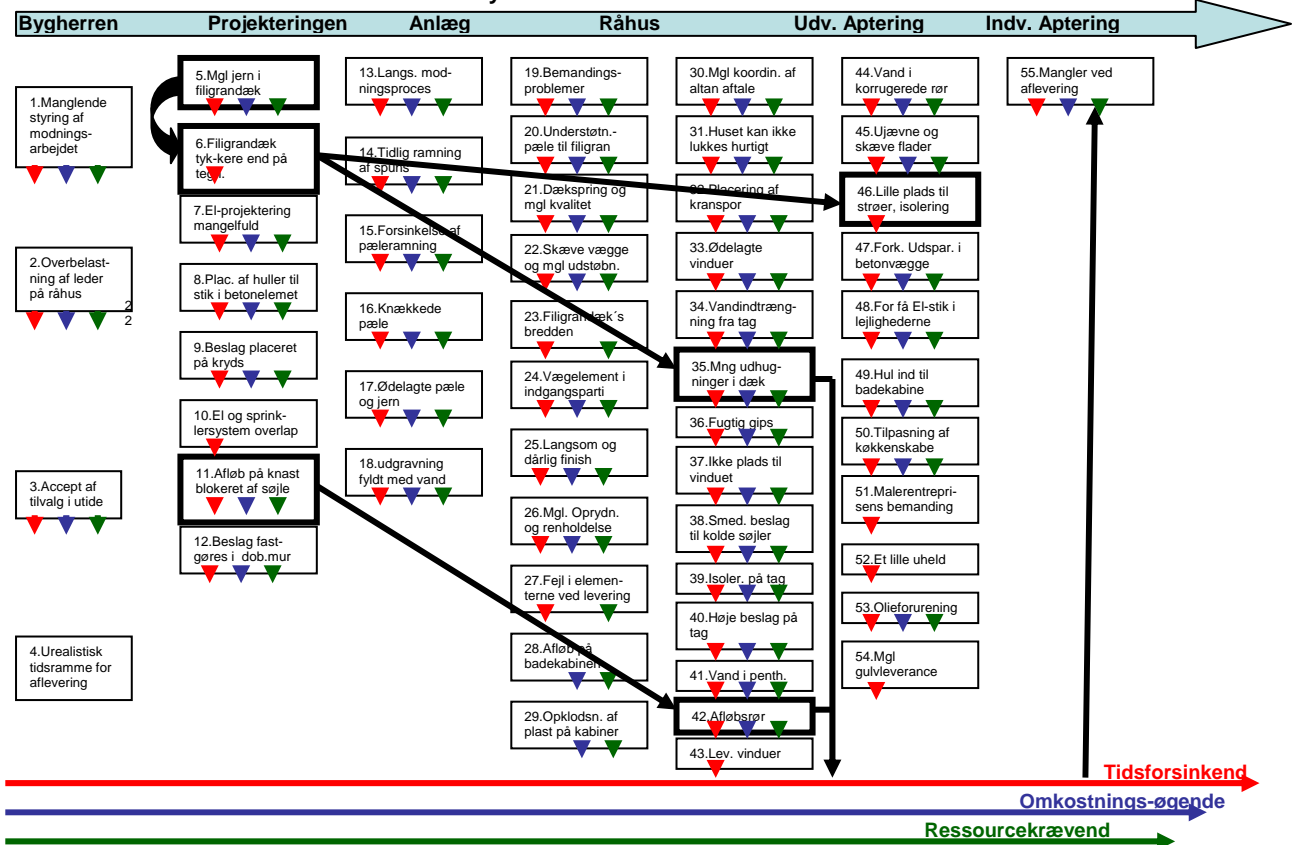 Bygherren Projekteringen Anlæg Råhus Udv. Aptering Indv. Aptering
1.Manglende
styring af
modnings-
arbejdet
2.Overbelast-
ning af leder
på råhus
2
2
3.Accept af
tilvalg i utide
4.Urealistisk
tidsramme for
aflevering
5.Mgl jern i
filigrandæk
6.Filigrandæk
tyk-kere end på
tegn.
7.El-projektering
mangelfuld
8.Plac. af huller til
stik i betonelemet
9.Beslag placeret
på kryds
10.El og sprink-
lersystem overlap
11.Afløb på knast
blokeret af søjle
12.Beslag fast-
gøres i dob.mur
13.Langs. mod-
ningsproces
14.Tidlig ramning
af spuns
15.Forsinkelse af
pæleramning
16.Knækkede
pæle
17.Ødelagte pæle
og jern
18.udgravning
fyldt med vand
19.Bemandings-
problemer
20.Understøtn.-
pæle til filigran
21.Dækspring og
mgl kvalitet
22.Skæve vægge
og mgl udstøbn.
23.Filigrandæk´s
bredden
24.Vægelement i
indgangsparti
25.Langsom og
dårlig finish
26.Mgl. Oprydn.
og renholdelse
27.Fejl i elemen-
terne ved levering
28.Afløb på
badekabinen
29.Opklodsn. af
plast på kabiner
30.Mgl koordin. af
altan aftale
31.Huset kan ikke
lukkes hurtigt
32.Placering af
kranspor
33.Ødelagte
vinduer
34.Vandindtræng-
ning fra tag
35.Mng udhug-
ninger i dæk
36.Fugtig gips
37.Ikke plads til
vinduet
38.Smed. beslag
til kolde søjler
39.Isoler. på tag
40.Høje beslag på
tag
41.Vand i penth.
42.Afløbsrør
43.Lev. vinduer
44.Vand i
korrugerede rør
45.Ujævne og
skæve flader
46.Lille plads til
strøer, isolering
47.Fork. Udspar. i
betonvægge
48.For få El-stik i
lejlighederne
49.Hul ind til
badekabine
50.Tilpasning af
køkkenskabe
51.Malerentrepri-
sens bemanding
52.Et lille uheld
53.Olieforurening
54.Mgl
gulvleverance
55.Mangler ved
aflevering
Tidsforsinkend
Omkostnings-øgende
Ressourcekrævend